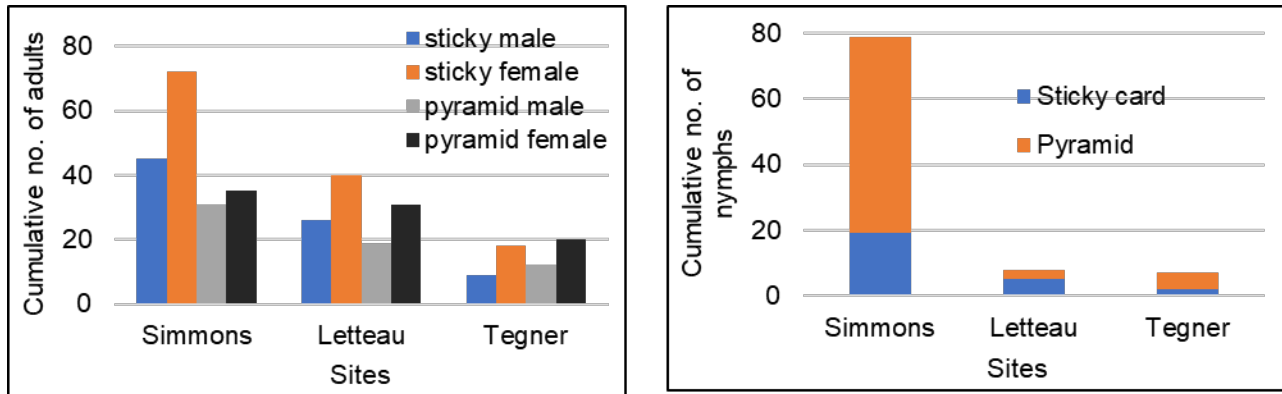 Cumulative no. of adults
80
60
40
20
0
sticky male
sticky female
pyramid male
pyramid female
Simmons Letteau Tegner
Sites
Cumulative no. of
nymphs
80
60
40
20
0
Sticky card
Pyramid
Simmons Letteau Tegner
Sites